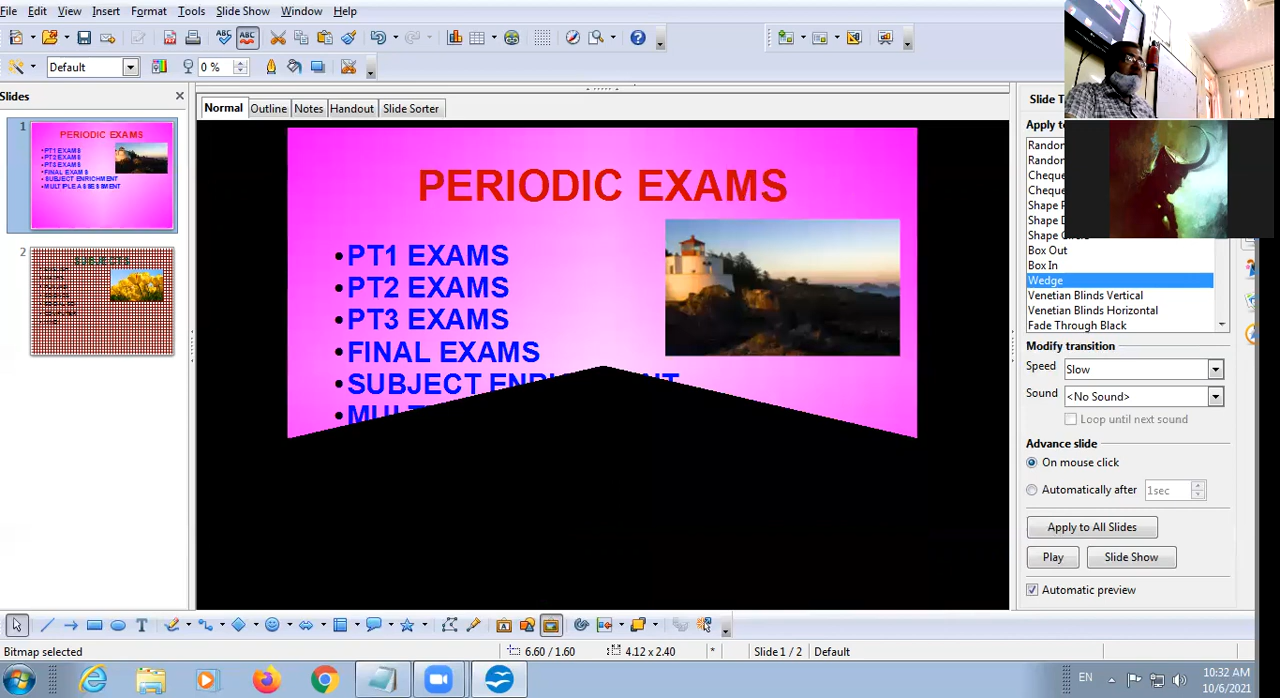 File Edit View Insert Format Tools Slide Show Window Help
Default 0 %
Slides
Normal Outline Notes Handout Slide Sorter
1
PERIODIC EXAMS
PT1 EXAMS
PT2 EXAMS
PT3 EXAMS
FINAL EXAMS
SUBJECT ENRICHMENT
MULTIPLE ASSESSMENT
2
SUBJECTS
PERIODIC EXAMS
•PT1 EXAMS
•PT2 EXAMS
•PT3 EXAMS
•FINAL EXAMS
•SUBJECT
Apply to
Box Out
Box In
Wedge
Venetian Blinds Vertical
Venetian Blinds Horizontal
Fade Through Black
Modify transition
Speed Slow
Sound <No Sound>
Loop until next sound
Advance slide
On mouse click
Automatically after 1sec
Apply to All Slides
Play Slide Show
Automatic preview
Bitmap selected 6.60 / 1.60 4.12 x 2.40 * Slide 1 / 2 Default
EN 10:32 AM
10/6/2021